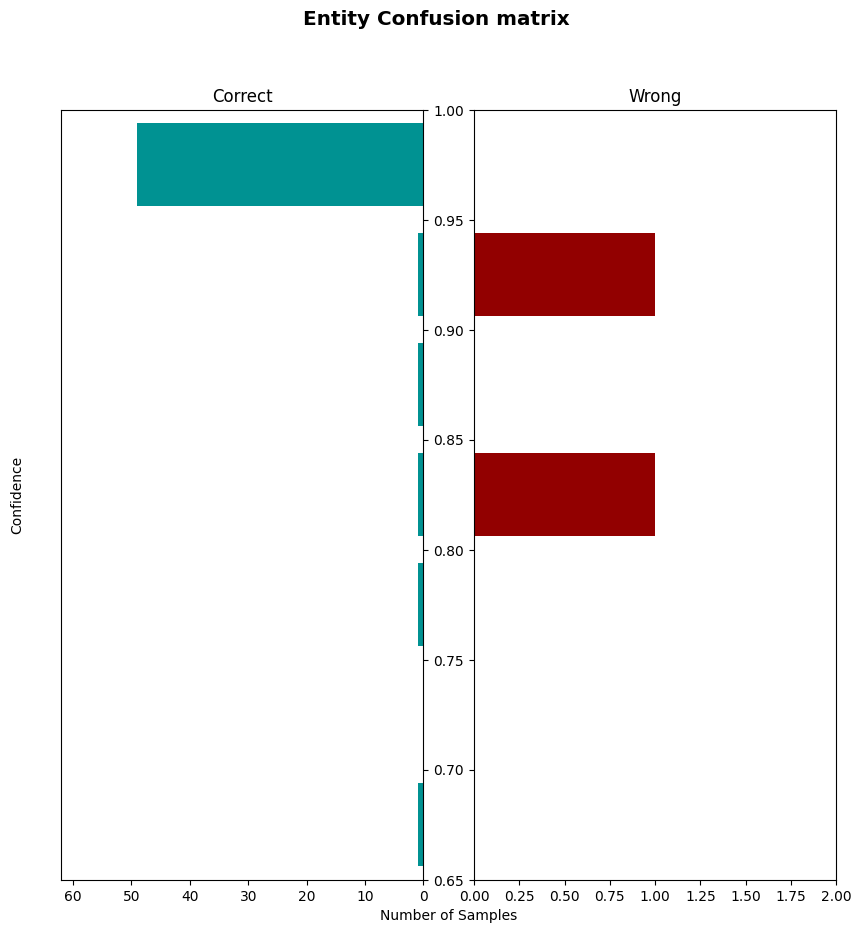 Entity Confusion matrix
Correct
Wrong
Confidence
1.00
0.95
0.90
0.85
0.80
0.75
0.70
0.65
60 50 40 30 20 10 0
0.00 0.25 0.50 0.75 1.00 1.25 1.50 1.75 2.00
Number of Samples